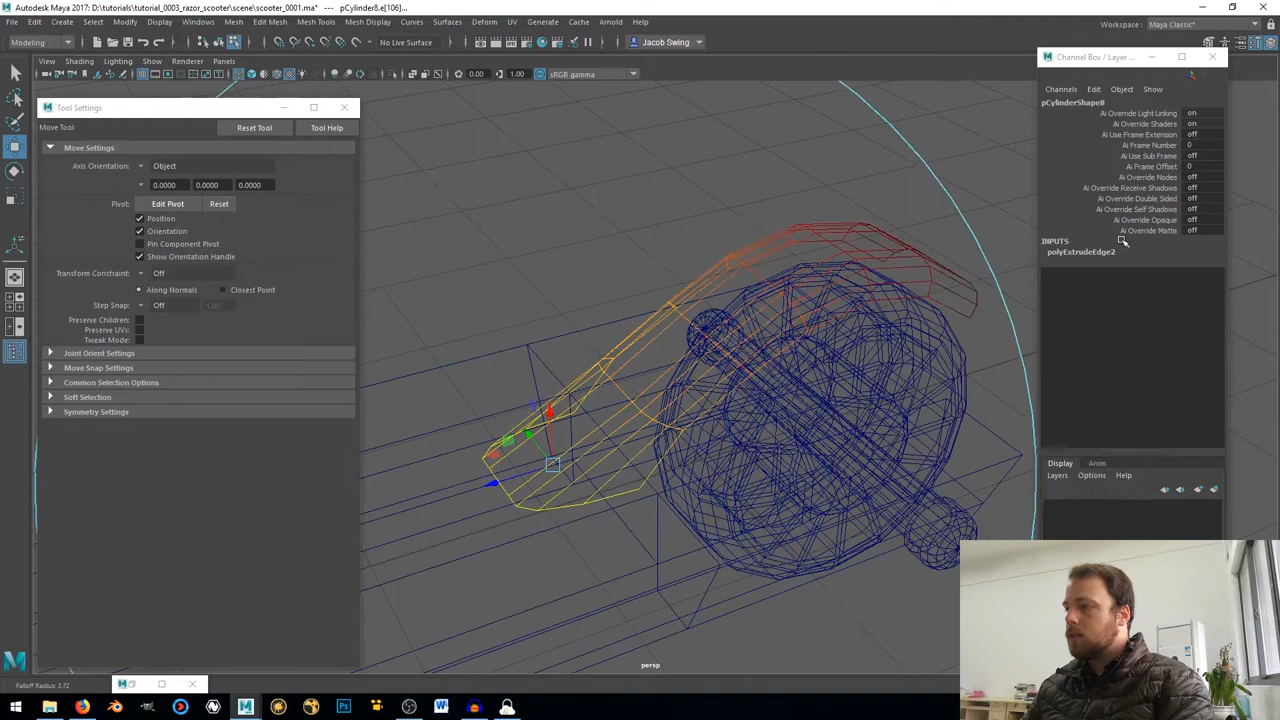 Autodesk Maya 2017: D:\tutorials\tutorial_0003_razor_scooter\scene\scooter_0001.ma* --- pCylinder8.e[106]...
File Edit Create Select Modify Display Windows Mesh Edit Mesh Mesh Tools Mesh Display Curves Surfaces Deform UV Generate Cache Arnold Help
Workspace: Maya Classic*
Modeling
No Live Surface
Jacob Swing
View Shading Lighting Show Renderer Panels
0.00
1.00
sRGB gamma
Tool Settings
Move Tool
Reset Tool
Tool Help
Move Settings
Axis Orientation: Object
0.0000 0.0000 0.0000
Pivot: Edit Pivot Reset
Position
Orientation
Pin Component Pivot
Show Orientation Handle
Transform Constraint: Off
Along Normals Closest Point
Step Snap: Off 1.00
Preserve Children:
Preserve UVs:
Tweak Mode:
Joint Orient Settings
Move Snap Settings
Common Selection Options
Soft Selection
Symmetry Settings
Channel Box / Layer ...
Channels Edit Object Show
pCylinderShape8
Ai Override Light Linking on
Ai Override Shaders on
Ai Use Frame Extension off
Ai Frame Number 0
Ai Use Sub Frame off
Ai Frame Offset 0
Ai Override Nodes off
Ai Override Receive Shadows off
Ai Override Double Sided off
Ai Override Self Shadows off
Ai Override Opaque off
Ai Override Matte off
INPUTS
polyExtrudeEdge2
Display Anim
Layers Options Help
persp
Falloff Radius: 2.72